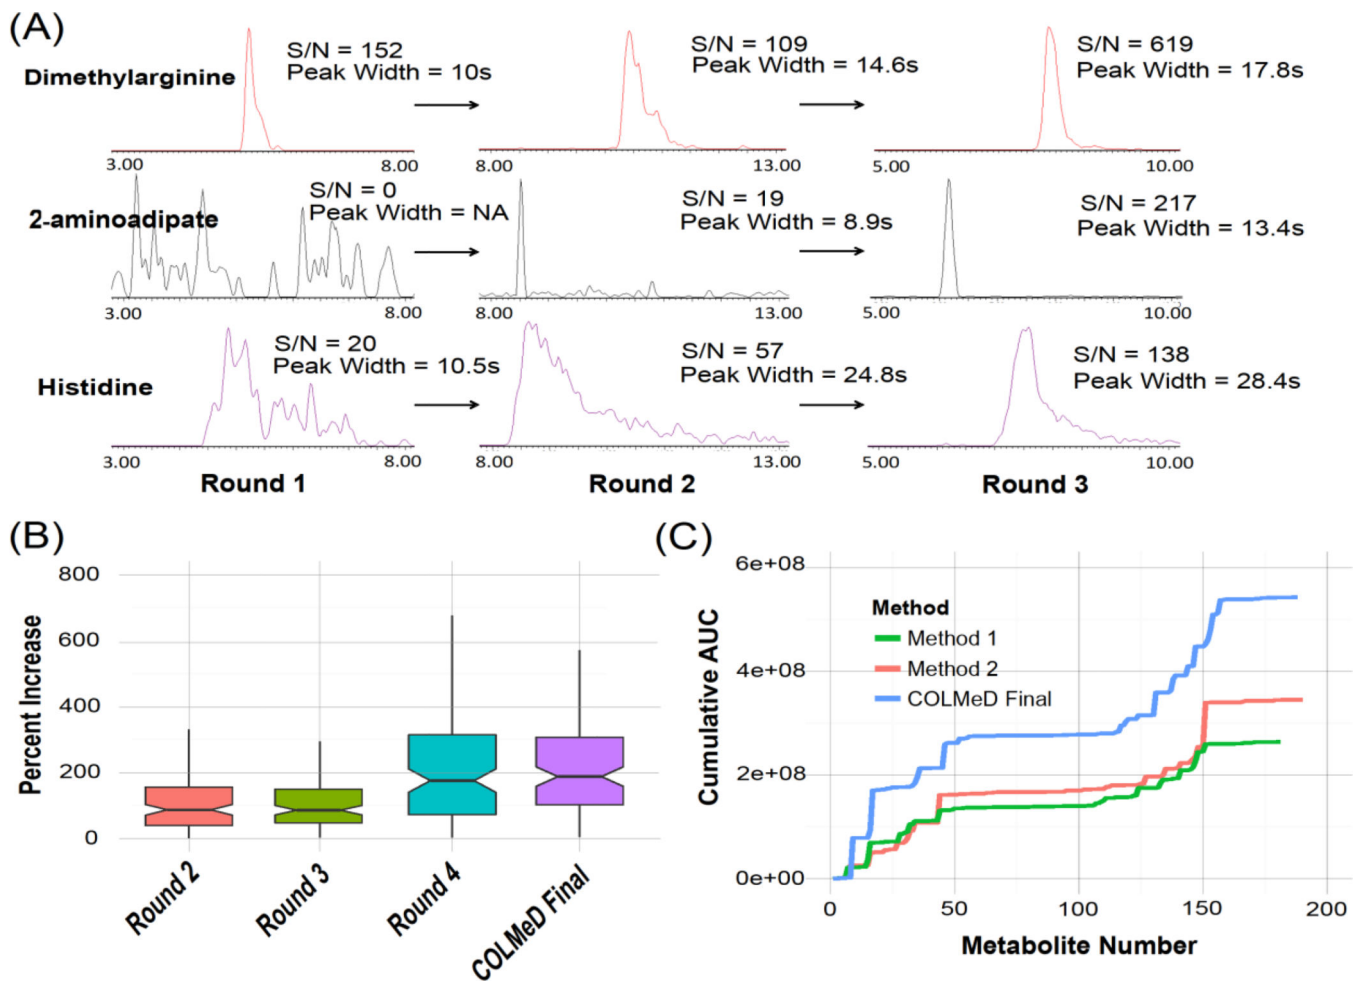 (A)
Dimethylarginine
S/N = 152
Peak Width = 10s
S/N = 109
Peak Width = 14.6s
S/N = 619
Peak Width = 17.8s
3.00 8.00
8.00 13.00
5.00 10.00
2-aminoadipate
S/N = 0
Peak Width = NA
S/N = 19
Peak Width = 8.9s
S/N = 217
Peak Width = 13.4s
3.00 8.00
8.00 13.00
5.00 10.00
Histidine
S/N = 20
Peak Width = 10.5s
S/N = 57
Peak Width = 24.8s
S/N = 138
Peak Width = 28.4s
3.00 8.00
8.00 13.00
5.00 10.00
Round 1
Round 2
Round 3
(B)
Percent Increase
800
600
400
200
0
Round 2
Round 3
Round 4
COLMeD Final
(C)
Cumulative AUC
6e+08
4e+08
2e+08
0e+00
Method
Method 1
Method 2
COLMeD Final
0 50 100 150 200
Metabolite Number